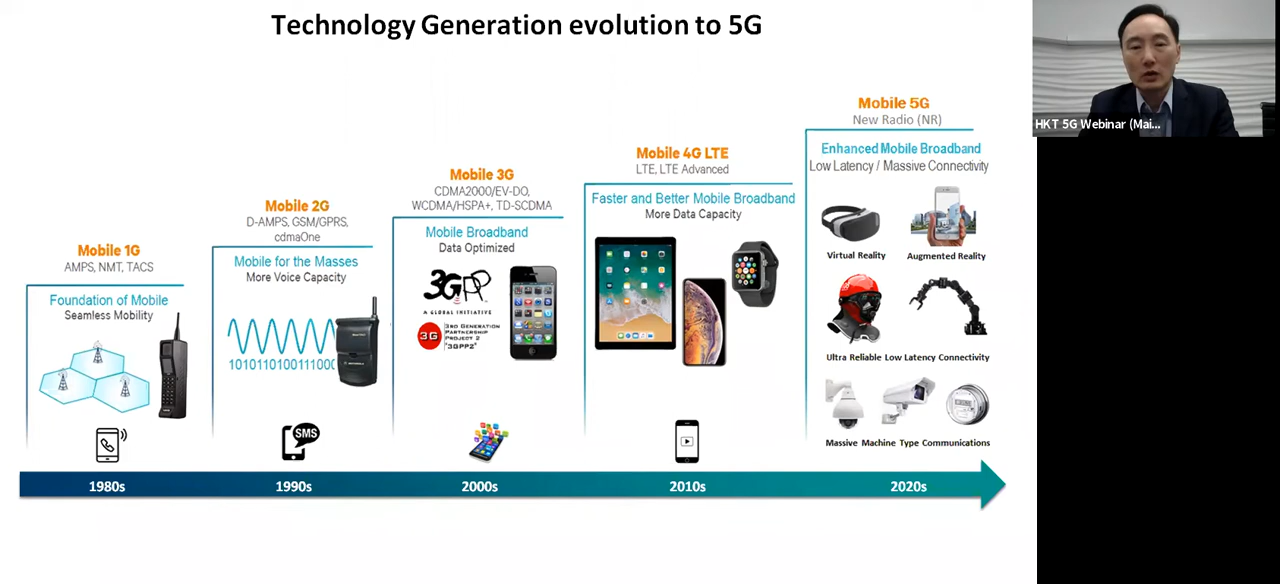 Technology Generation evolution to 5G
HKT 5G Webinar (Mai...
Mobile 1G
AMPS, NMT, TACS
Foundation of Mobile
Seamless Mobility
1980s
Mobile 2G
D-AMPS, GSM/GPRS,
cdmaOne
Mobile for the Masses
More Voice Capacity
101011010011100
SMS
1990s
Mobile 3G
CDMA2000/EV-DO,
WCDMA/HSPA+, TD-SCDMA
Mobile Broadband
Data Optimized
3GPP
A GLOBAL INITIATIVE
3G
3RD GENERATION
PARTNERSHIP
PROJECT 2
"3GPP2"
2000s
Mobile 4G LTE
LTE, LTE Advanced
Faster and Better Mobile Broadband
More Data Capacity
2010s
Mobile 5G
New Radio (NR)
Enhanced Mobile Broadband
Low Latency / Massive Connectivity
Virtual Reality
Augmented Reality
Ultra Reliable Low Latency Connectivity
Massive Machine Type Communications
2020s